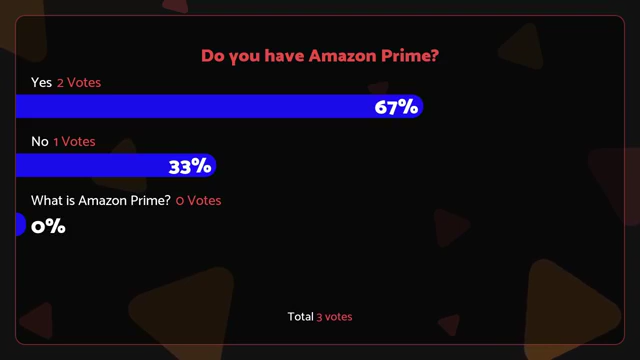 Do you have Amazon Prime?
Yes 2 Votes
67%
No 1 Votes
33%
What is Amazon Prime? 0 Votes
0%
Total 3 votes